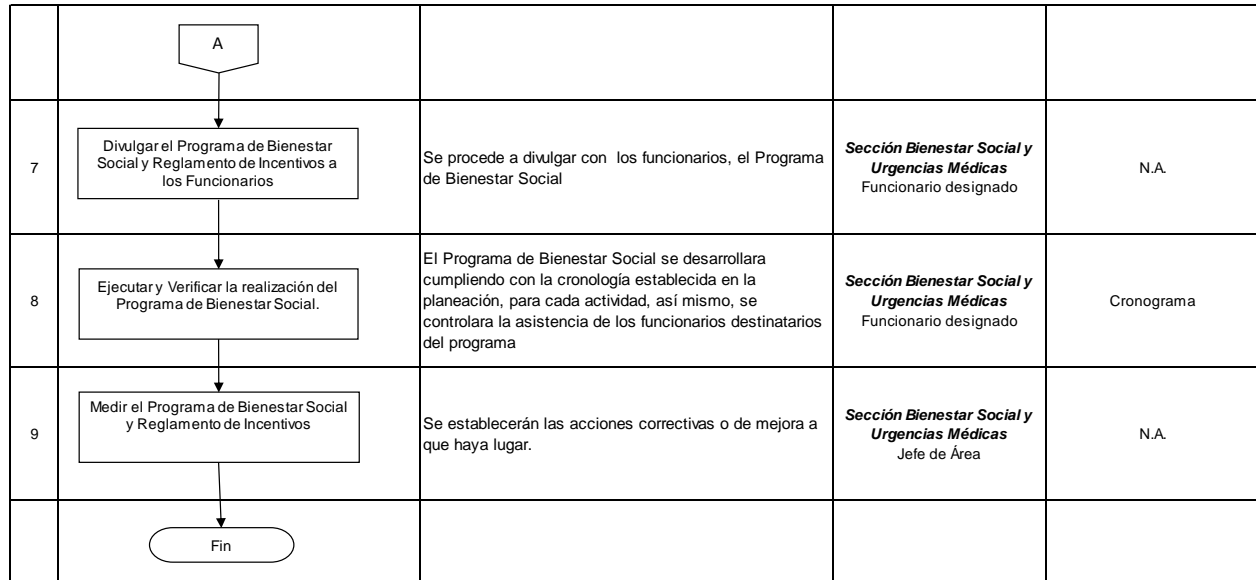 A
7
Divulgar el Programa de Bienestar
Social y Reglamento de Incentivos a
los Funcionarios
Se procede a divulgar con los funcionarios, el Programa
de Bienestar Social
Sección Bienestar Social y
Urgencias Médicas
Funcionario designado
N.A.
8
Ejecutar y Verificar la realización del
Programa de Bienestar Social.
El Programa de Bienestar Social se desarrollara
cumpliendo con la cronología establecida en la
planeación, para cada actividad, así mismo, se
controlara la asistencia de los funcionarios destinatarios
del programa
Sección Bienestar Social y
Urgencias Médicas
Funcionario designado
Cronograma
9
Medir el Programa de Bienestar Social
y Reglamento de Incentivos
Se establecerán las acciones correctivas o de mejora a
que haya lugar.
Sección Bienestar Social y
Urgencias Médicas
Jefe de Área
N.A.
Fin